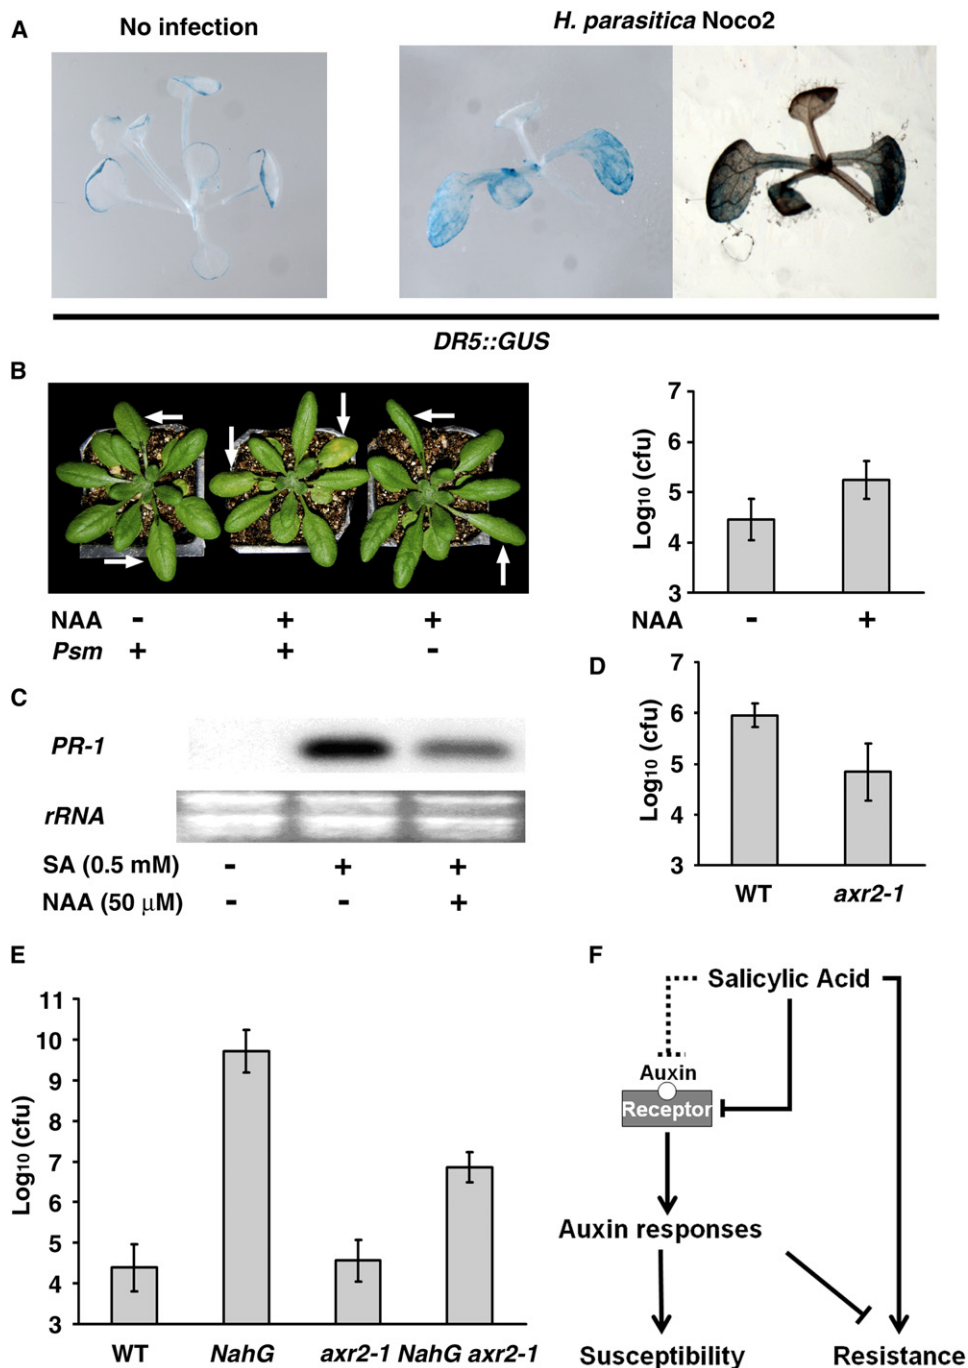 A
No infection
H. parasitica Noco2
DR5::GUS
B
NAA - + +
Psm + + -
7
6
5
4
3
Log10 (cfu)
NAA - +
C
PR-1
rRNA
SA (0.5 mM) - + +
NAA (50 µM) - - +
D
7
6
5
4
3
Log10 (cfu)
WT axr2-1
E
11
10
9
8
7
6
5
4
3
Log10 (cfu)
WT NahG axr2-1 NahG axr2-1
F
Salicylic Acid
Auxin
Receptor
Auxin responses
Susceptibility Resistance